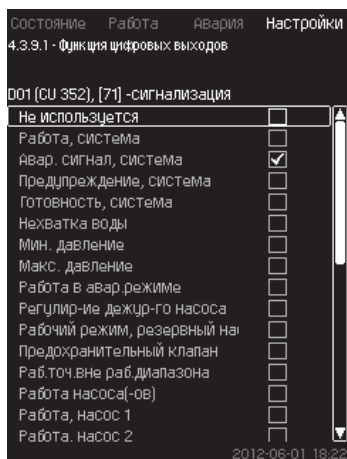 Состояние Работа Авария Настройки
4.3.9.1 - Функция цифровых выходов
DO1 (CU 352), [71] -сигнализация
Не используется
Работа, система
Авар. сигнал, система
Предупреждение, система
Готовность, система
Нехватка воды
Мин. давление
Макс. давление
Работа в авар.режиме
Регулир-ие дежур-го насоса
Рабочий режим, резервный на
Предохранительный клапан
Раб.точ.вне раб.диапазона
Работа насоса(-ов)
Работа, насос 1
Работа. насос 2
2012-06-01 18:22